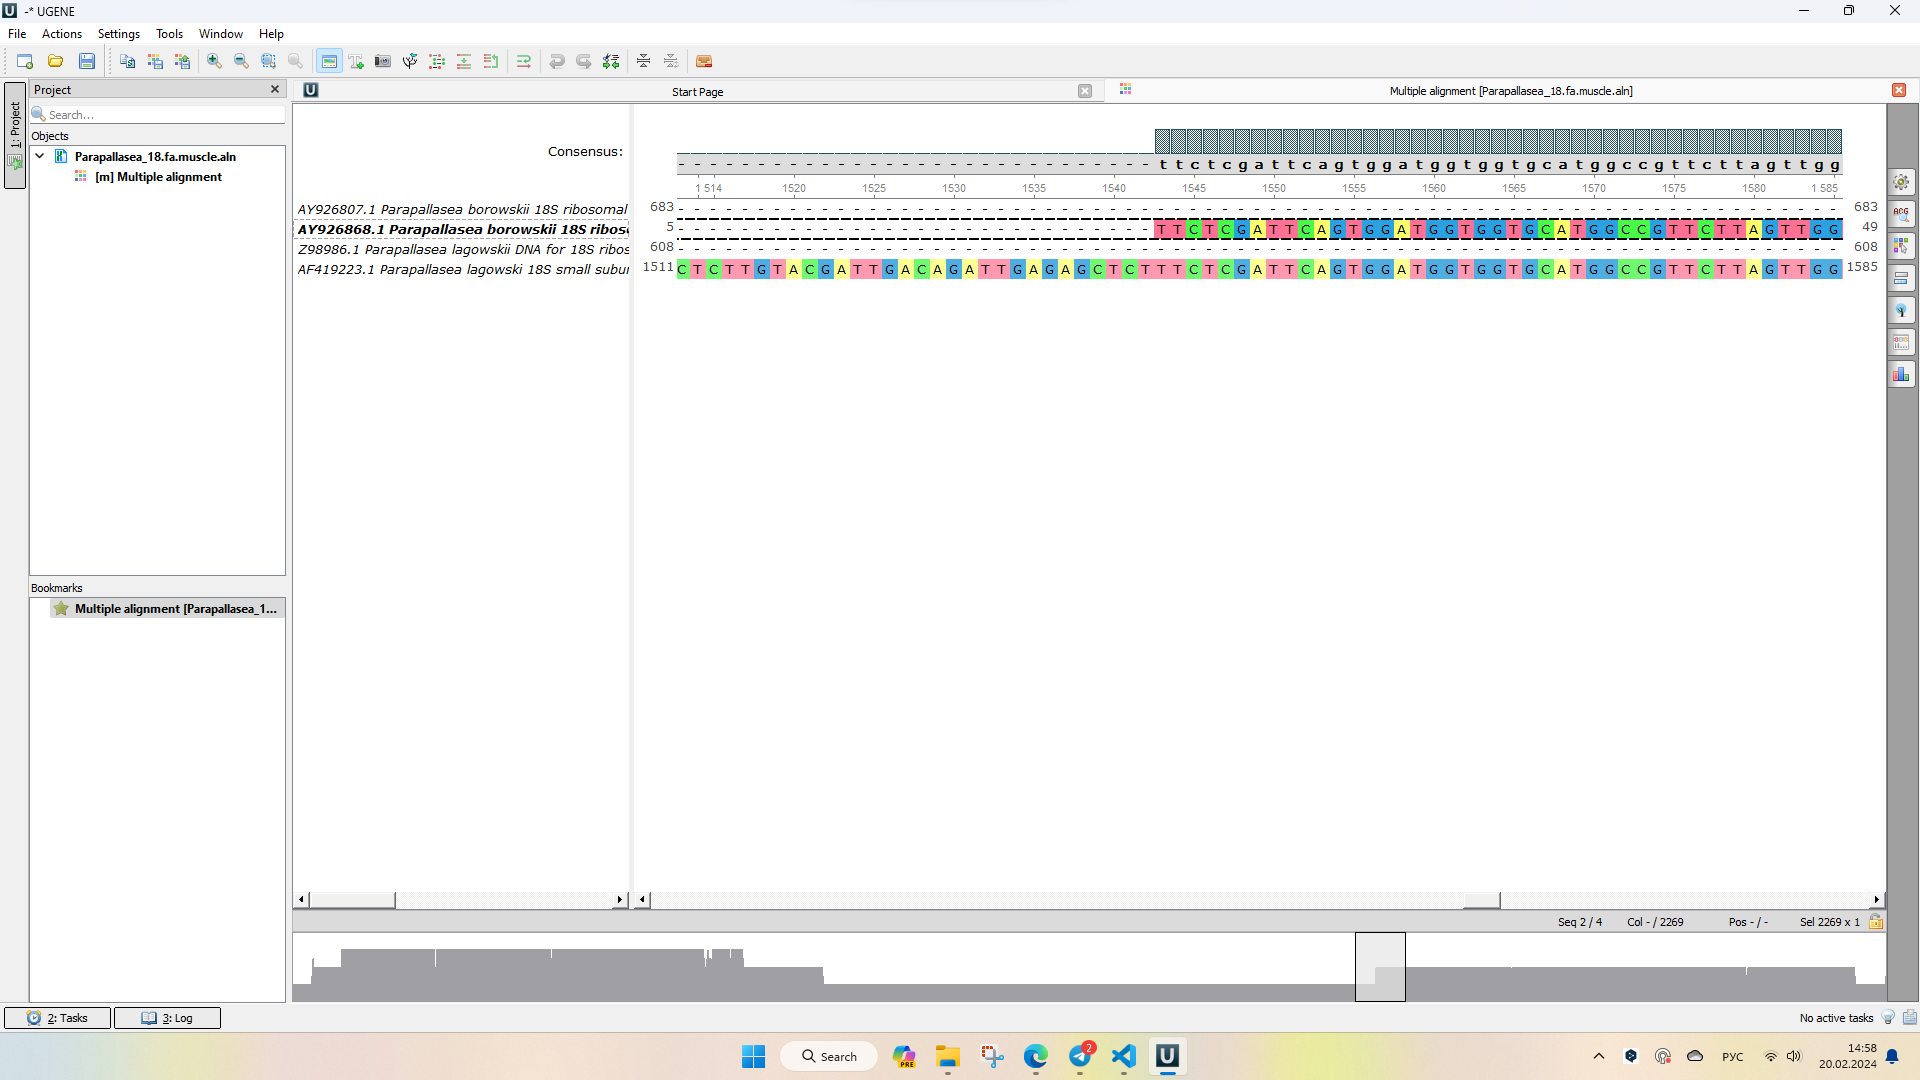 -* UGENE
File Actions Settings Tools Window Help
1: Project
Project
Search...
Objects
Parapallasea_18.fa.muscle.aln
[m] Multiple alignment
Bookmarks
Multiple alignment [Parapallasea_1...
Start Page
Multiple alignment [Parapallasea_18.fa.muscle.aln]
Consensus:
- - - - - - - - - - - - - - - - - - - - - - - - - - - - - - t t c t c g a t t c a g t g g a t g g t g g t g c a t g g c c g t t c t t a g t t g g
1 514 1520 1525 1530 1535 1540 1545 1550 1555 1560 1565 1570 1575 1580 1 585
AY926807.1 Parapallasea borowskii 18S ribosomal 683 683
AY926868.1 Parapallasea borowskii 18S riboso 5 - - - - - - - - - - - - - - - - - - - - - - - - - - - - - - T T C T C G A T T C A G T G G A T G G T G G T G C A T G G C C G T T C T T A G T T G G 49
Z98986.1 Parapallasea lagowskii DNA for 18S ribos 608 608
AF419223.1 Parapallasea lagowski 18S small subur 1511 C T C T T G T A C G A T T G A C A G A T T G A G A G C T C T T T C T C G A T T C A G T G G A T G G T G G T G C A T G G C C G T T C T T A G T T G G 1585
Seq 2 / 4 Col - / 2269 Pos - / - Sel 2269 x 1
2: Tasks 3: Log No active tasks
Search
PRE
2
РУС
14:58
20.02.2024